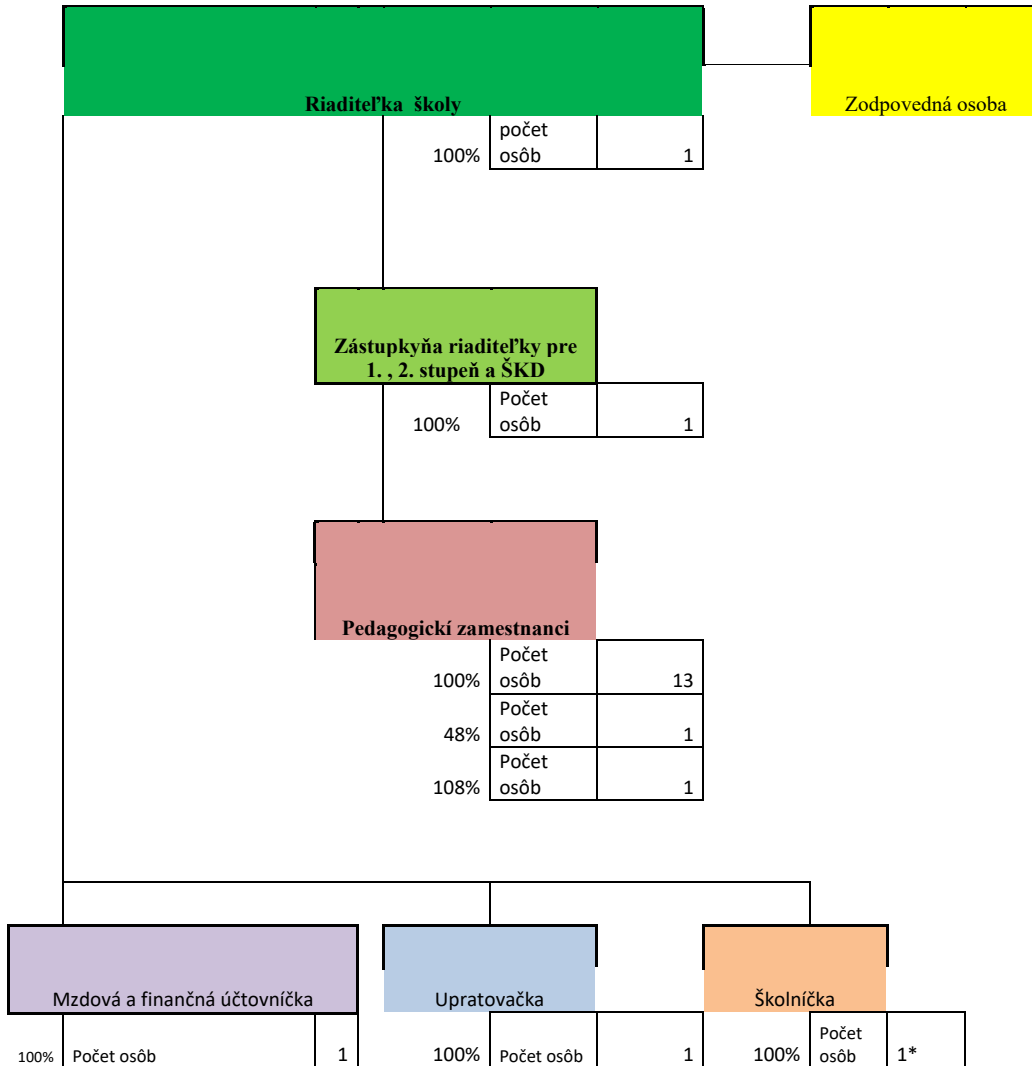 Riaditeľka školy
Zodpovedná osoba
100% počet osôb 1
Zástupkyňa riaditeľky pre
1. , 2. stupeň a ŠKD
100% Počet osôb 1
Pedagogickí zamestnanci
100% Počet osôb 13
48% Počet osôb 1
108% Počet osôb 1
Mzdová a finančná účtovníčka
Upratovačka
Školníčka
100% Počet osôb 1
100% Počet osôb 1
100% Počet osôb 1*